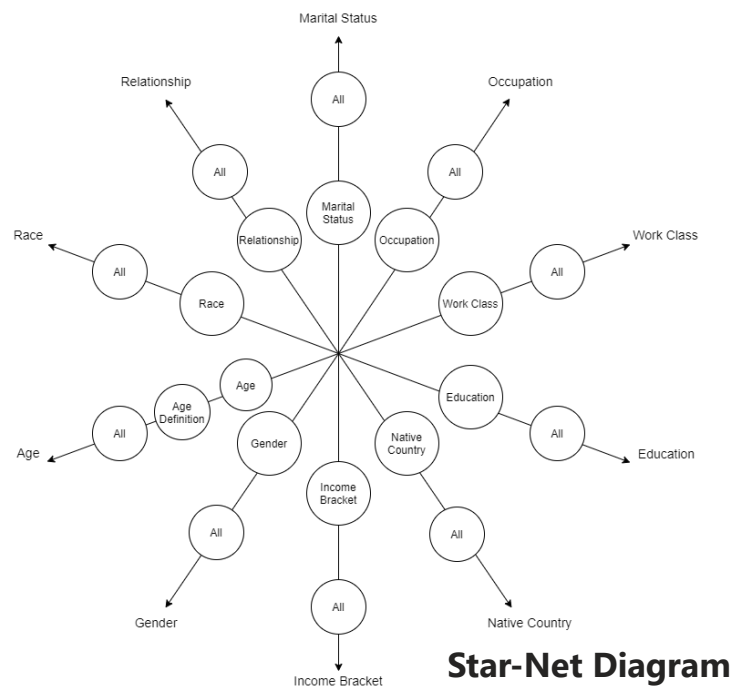 Marital Status
Relationship
Occupation
All
All
All
Marital
Status
Relationship
Occupation
Race
Work Class
All
All
Race
Work Class
Age
Education
Age
Definition
All
All
Gender
Native
Country
Age
Education
Income
Bracket
All
All
All
Gender
Native Country
Star-Net Diagram
Income Bracket